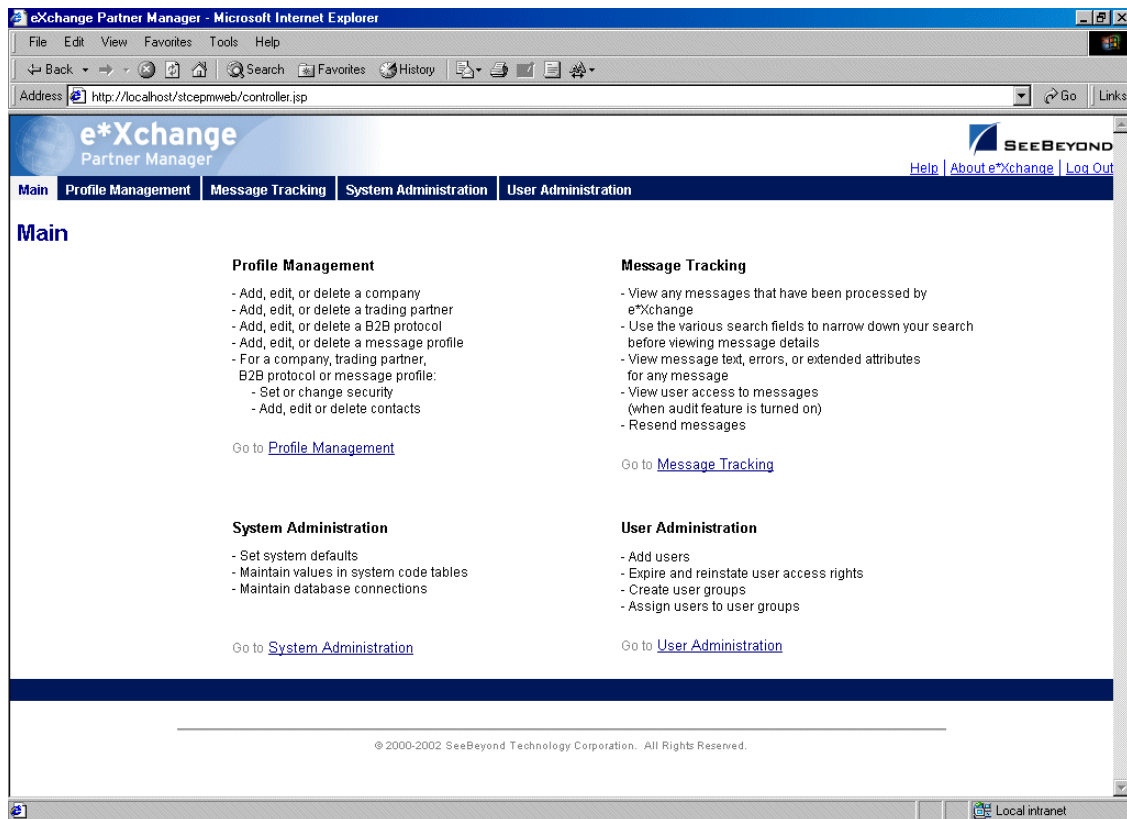 eXchange Partner Manager - Microsoft Internet Explorer
File Edit View Favorites Tools Help
Back Search Favorites History
Address http://localhost/stcepmweb/controller.jsp Go Links
e*Xchange
Partner Manager
SEEBEYOND
Help | About e*Xchange | Log Out
Main Profile Management Message Tracking System Administration User Administration
Main
Profile Management
- Add, edit, or delete a company
- Add, edit, or delete a trading partner
- Add, edit, or delete a B2B protocol
- Add, edit, or delete a message profile
- For a company, trading partner,
B2B protocol or message profile:
- Set or change security
- Add, edit or delete contacts
Go to Profile Management
Message Tracking
- View any messages that have been processed by
e*Xchange
- Use the various search fields to narrow down your search
before viewing message details
- View message text, errors, or extended attributes
for any message
- View user access to messages
(when audit feature is turned on)
- Resend messages
Go to Message Tracking
System Administration
- Set system defaults
- Maintain values in system code tables
- Maintain database connections
Go to System Administration
User Administration
- Add users
- Expire and reinstate user access rights
- Create user groups
- Assign users to user groups
Go to User Administration
© 2000-2002 SeeBeyond Technology Corporation. All Rights Reserved.
Local intranet